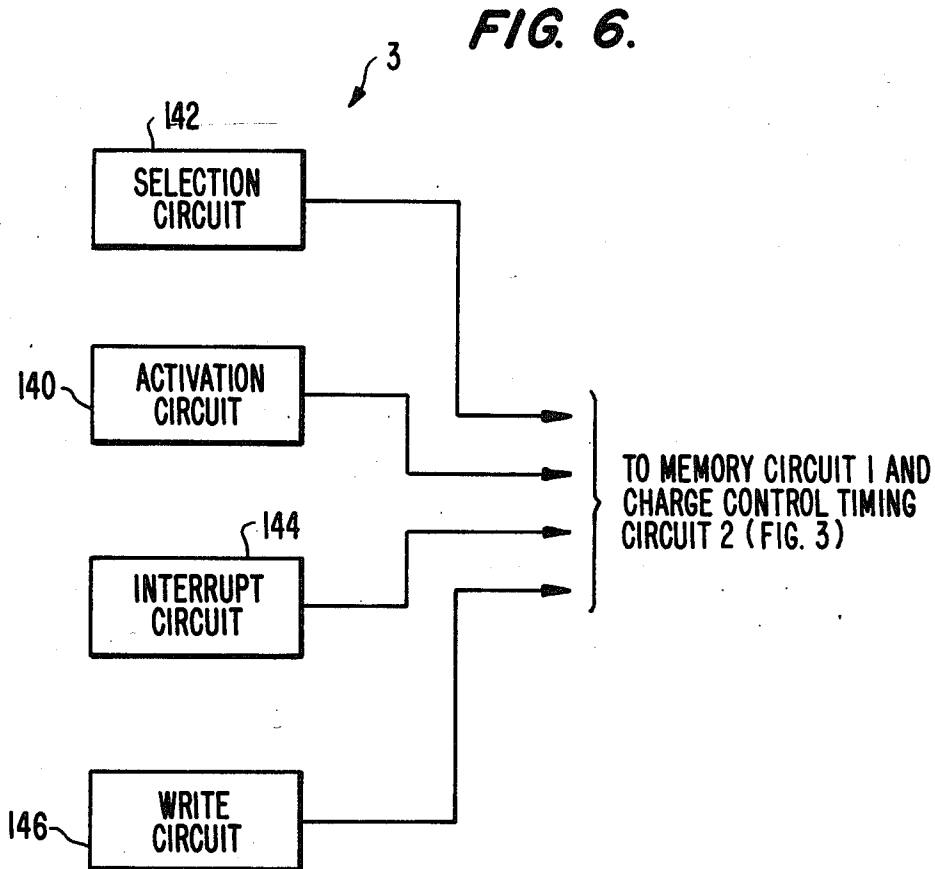 FIG. 6.
3
142
SELECTION
CIRCUIT
140
ACTIVATION
CIRCUIT
TO MEMORY CIRCUIT 1 AND
CHARGE CONTROL TIMING
CIRCUIT 2 (FIG. 3)
144
INTERRUPT
CIRCUIT
146
WRITE
CIRCUIT